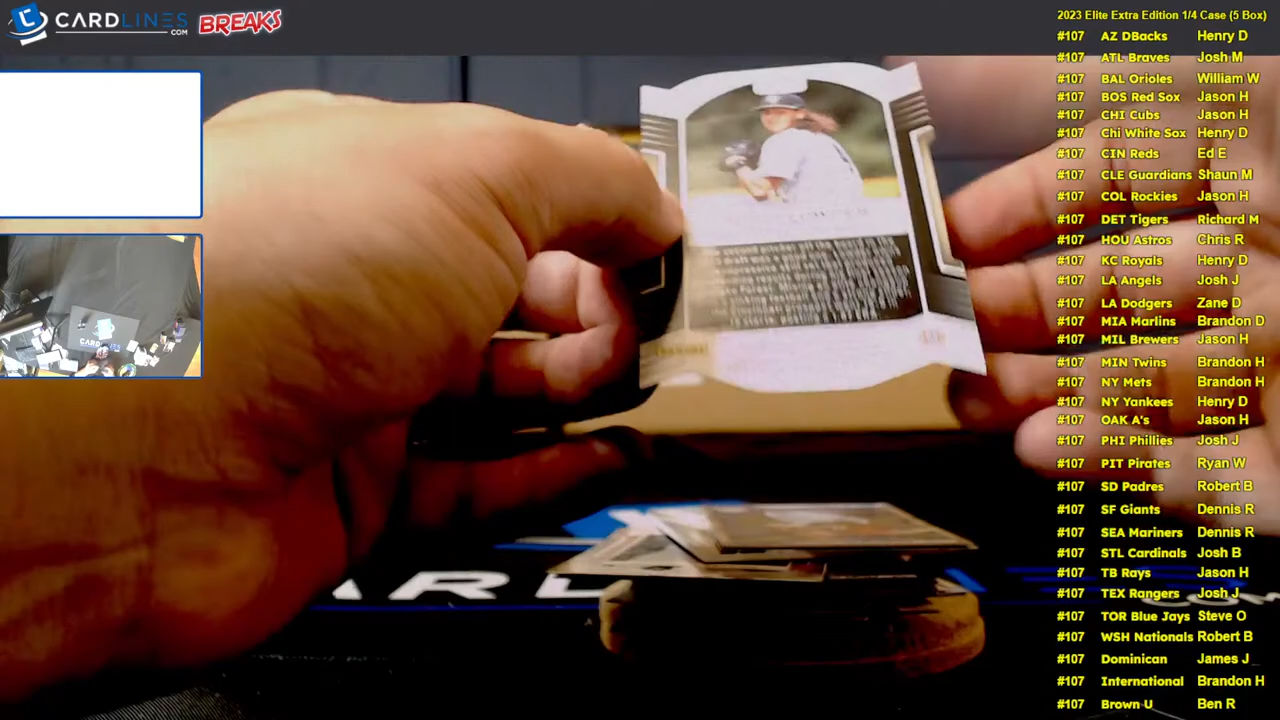 CARDLINES
.COM
BREAKS
2023 Elite Extra Edition 1/4 Case (5 Box)
#107 AZ DBacks Henry D
#107 ATL Braves Josh M
#107 BAL Orioles William W
#107 BOS Red Sox Jason H
#107 CHI Cubs Jason H
#107 Chi White Sox Henry D
#107 CIN Reds Ed E
#107 CLE Guardians Shaun M
#107 COL Rockies Jason H
#107 DET Tigers Richard M
#107 HOU Astros Chris R
#107 KC Royals Henry D
#107 LA Angels Josh J
#107 LA Dodgers Zane D
#107 MIA Marlins Brandon D
#107 MIL Brewers Jason H
#107 MIN Twins Brandon H
#107 NY Mets Brandon H
#107 NY Yankees Henry D
#107 OAK A's Jason H
#107 PHI Phillies Josh J
#107 PIT Pirates Ryan W
#107 SD Padres Robert B
#107 SF Giants Dennis R
#107 SEA Mariners Dennis R
#107 STL Cardinals Josh B
#107 TB Rays Jason H
#107 TEX Rangers Josh J
#107 TOR Blue Jays Steve O
#107 WSH Nationals Robert B
#107 Dominican James J
#107 International Brandon H
#107 Brown U Ben R